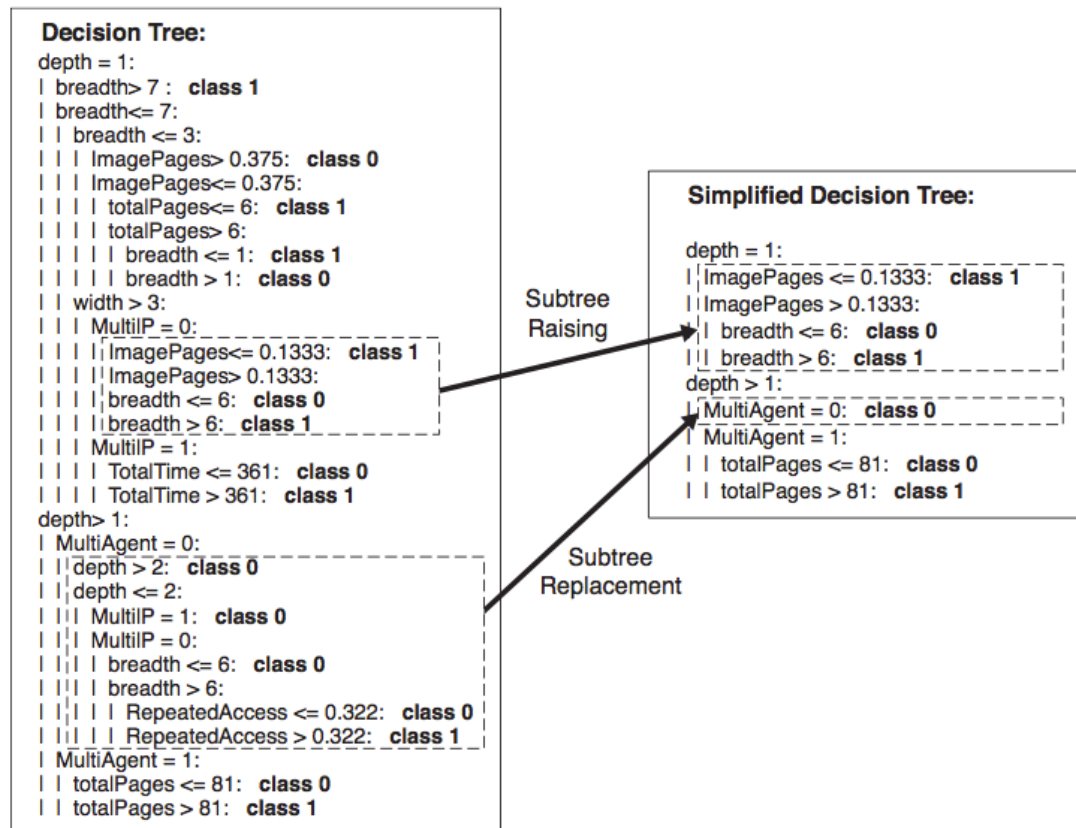 Decision Tree:
depth = 1:
| breadth> 7 : class 1
| breadth<= 7:
| | breadth <= 3:
| | | ImagePages> 0.375: class 0
| | | ImagePages<= 0.375:
| | | | totalPages<= 6: class 1
| | | | totalPages> 6:
| | | | | breadth <= 1: class 1
| | | | | breadth > 1: class 0
| | width > 3:
| | | MultiIP = 0:
| | | | ImagePages<= 0.1333: class 1
| | | | ImagePages> 0.1333:
| | | | breadth <= 6: class 0
| | | | breadth > 6: class 1
| | | MultiIP = 1:
| | | | TotalTime <= 361: class 0
| | | | TotalTime > 361: class 1
depth> 1:
| MultiAgent = 0:
| | depth > 2: class 0
| | depth <= 2:
| | | MultiIP = 1: class 0
| | | MultiIP = 0:
| | | | breadth <= 6: class 0
| | | | breadth > 6:
| | | | | RepeatedAccess <= 0.322: class 0
| | | | | RepeatedAccess > 0.322: class 1
| MultiAgent = 1:
| | totalPages <= 81: class 0
| | totalPages > 81: class 1
Subtree
Raising
Subtree
Replacement
Simplified Decision Tree:
depth = 1:
| ImagePages <= 0.1333: class 1
| ImagePages > 0.1333:
| | breadth <= 6: class 0
| | breadth > 6: class 1
depth > 1:
| MultiAgent = 0: class 0
| MultiAgent = 1:
| | totalPages <= 81: class 0
| | totalPages > 81: class 1